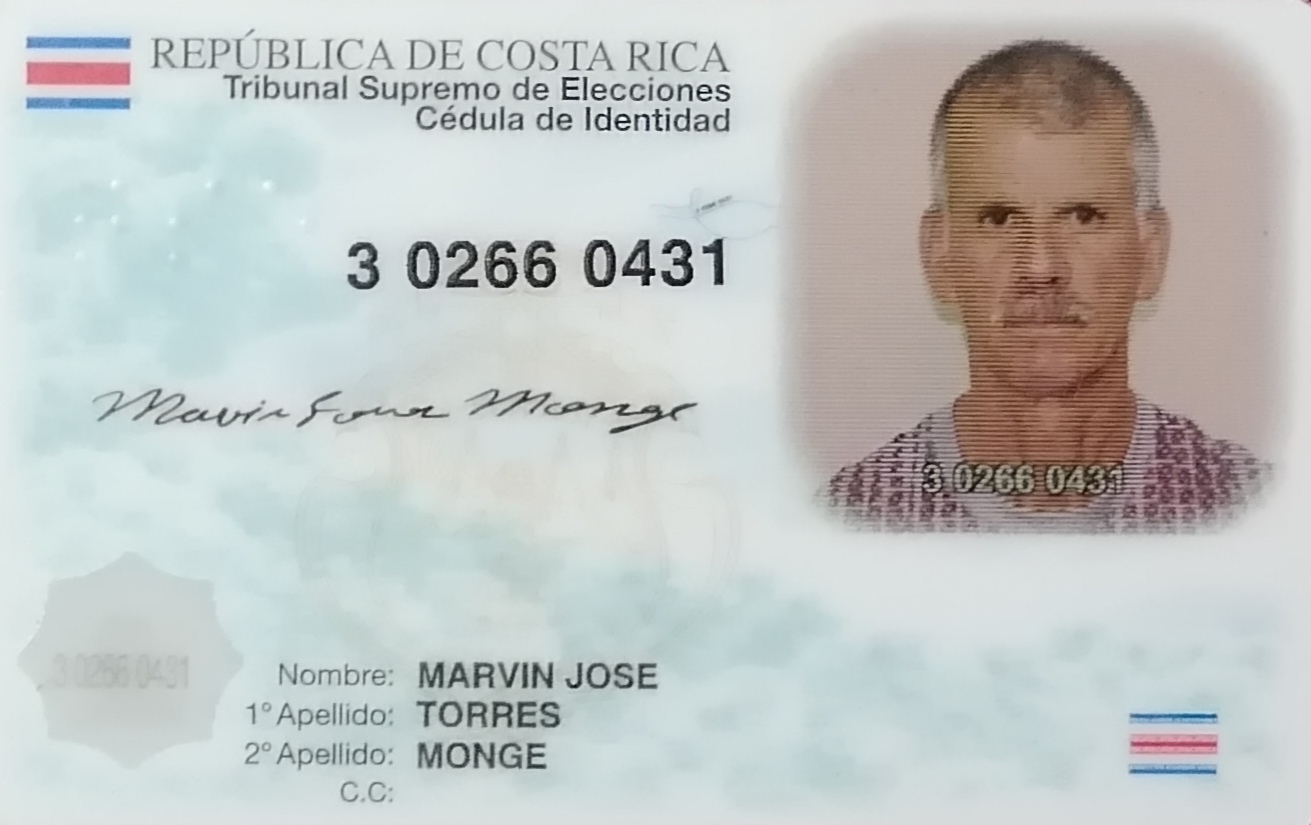 REPÚBLICA DE COSTA RICA
Tribunal Supremo de Elecciones
Cédula de Identidad
3 0266 0431
Marvin Monge
3 0266 0431
3 0266 0431
Nombre: MARVIN JOSE
1° Apellido: TORRES
2° Apellido: MONGE
C.C: